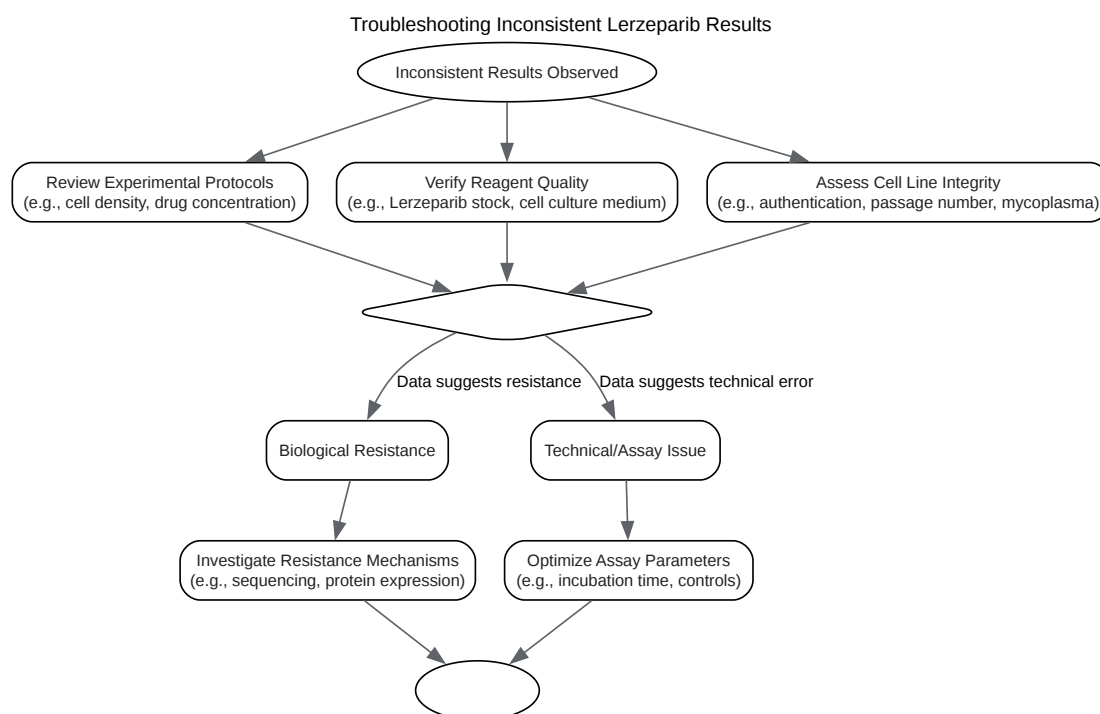 Troubleshooting Inconsistent Lerzeparib Results
Inconsistent Results Observed
Review Experimental Protocols
(e.g., cell density, drug concentration)
Verify Reagent Quality
(e.g., Lerzeparib stock, cell culture medium)
Assess Cell Line Integrity
(e.g., authentication, passage number, mycoplasma)
Data suggests resistance
Data suggests technical error
Biological Resistance
Technical/Assay Issue
Investigate Resistance Mechanisms
(e.g., sequencing, protein expression)
Optimize Assay Parameters
(e.g., incubation time, controls)